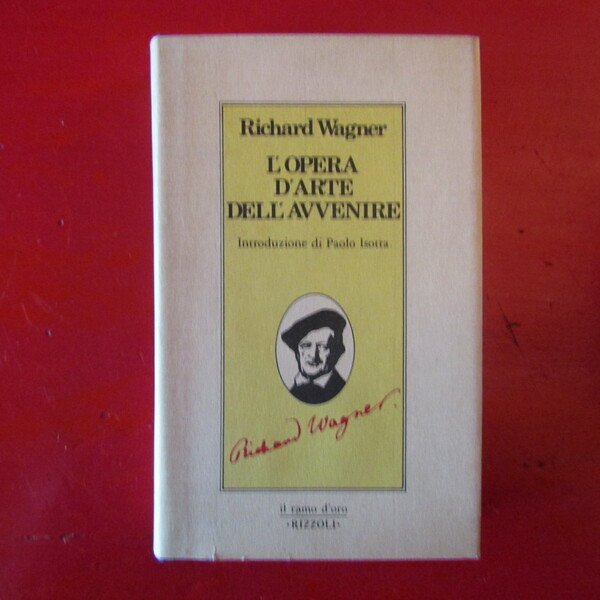 Richard Wagner
L'OPERA
D'ARTE
DELL'AVVENIRE
Introduzione di Paolo Isotta
Richard Wagner.
il ramo d'oro
·RIZZOLI·